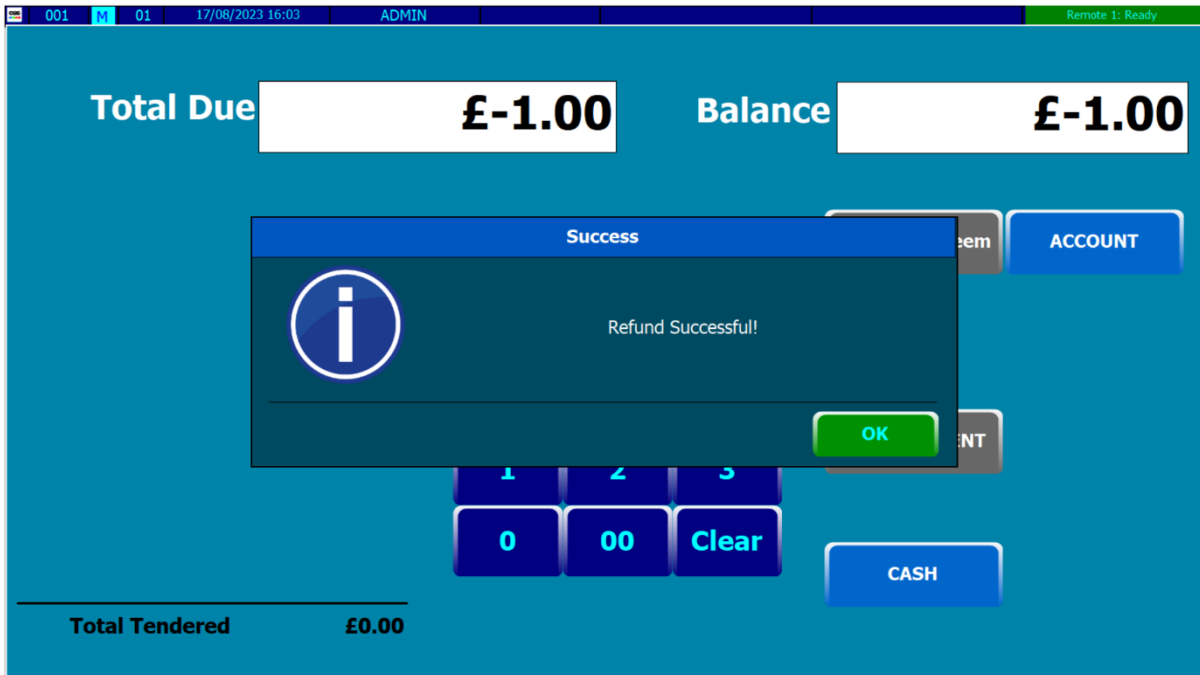 001 M 01 17/08/2023 16:03 ADMIN Remote 1: Ready
Total Due £-1.00 Balance £-1.00
Success
ACCOUNT
Refund Successful!
OK
1 2 3
0 00 Clear
CASH
Total Tendered £0.00